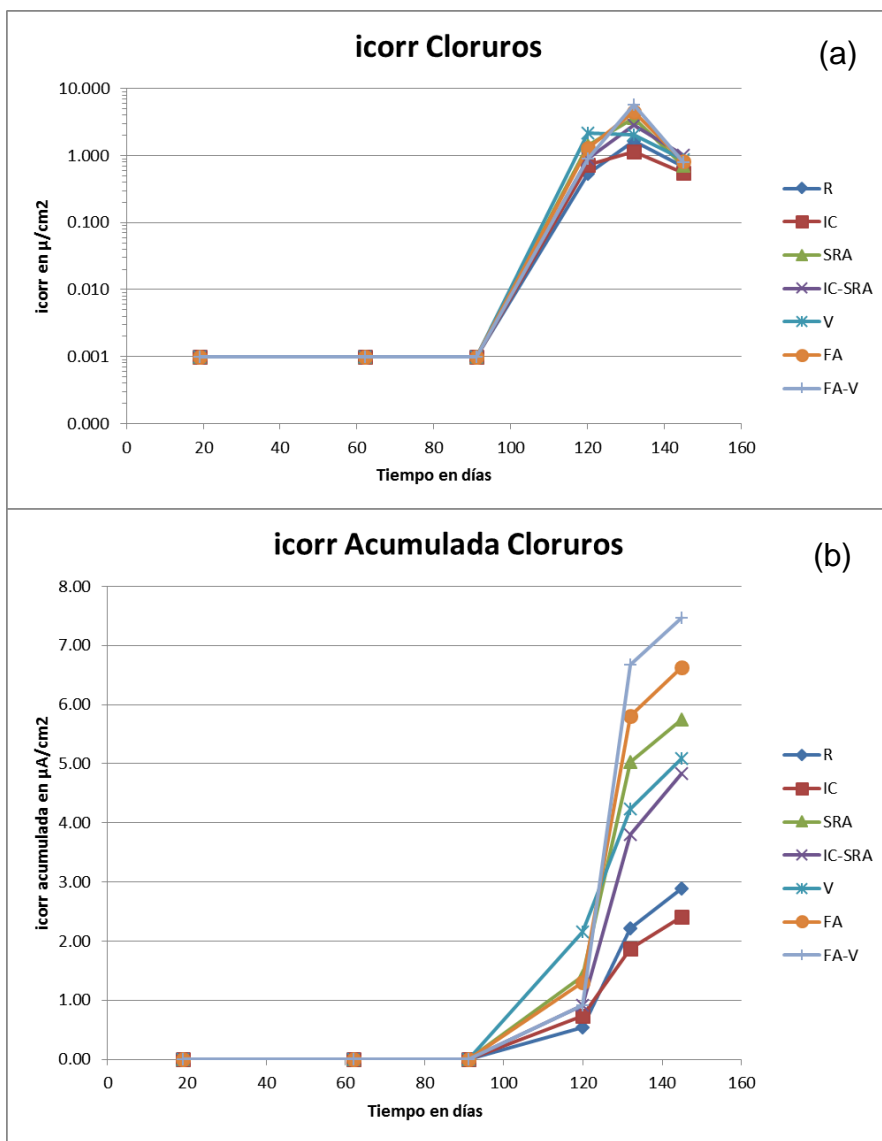 icorr Cloruros
(a)
icorr en µ/cm2
10.000
1.000
0.100
0.010
0.001
0.000
0 20 40 60 80 100 120 140 160
Tiempo en días
R
IC
SRA
IC-SRA
V
FA
FA-V
icorr Acumulada Cloruros
(b)
icorr acumulada en µA/cm2
8.00
7.00
6.00
5.00
4.00
3.00
2.00
1.00
0.00
0 20 40 60 80 100 120 140 160
Tiempo en días
R
IC
SRA
IC-SRA
V
FA
FA-V